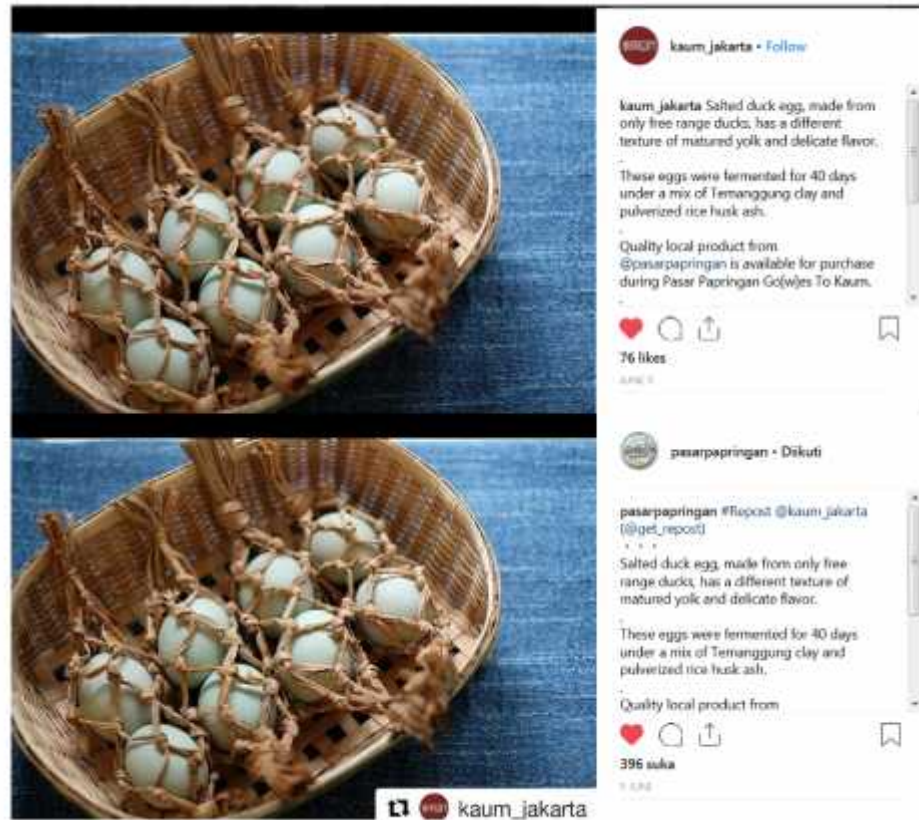 kaum_jakarta • Follow
kaum_jakarta Salted duck egg, made from
only free range ducks, has a different
texture of matured yolk and delicate flavor.
.
These eggs were fermented for 40 days
under a mix of Temanggung clay and
pulverized rice husk ash.
.
Quality local product from
@pasarpapringan is available for purchase
during Pasar Papringan Go(w)es To Kaum.
.
76 likes
pasarpapringan • Diikuti
pasarpapringan #Repost @kaum_jakarta
(@get_repost)
・・・
Salted duck egg, made from only free
range ducks, has a different texture of
matured yolk and delicate flavor.
.
These eggs were fermented for 40 days
under a mix of Temanggung clay and
pulverized rice husk ash.
.
Quality local product from
396 suka
kaum_jakarta